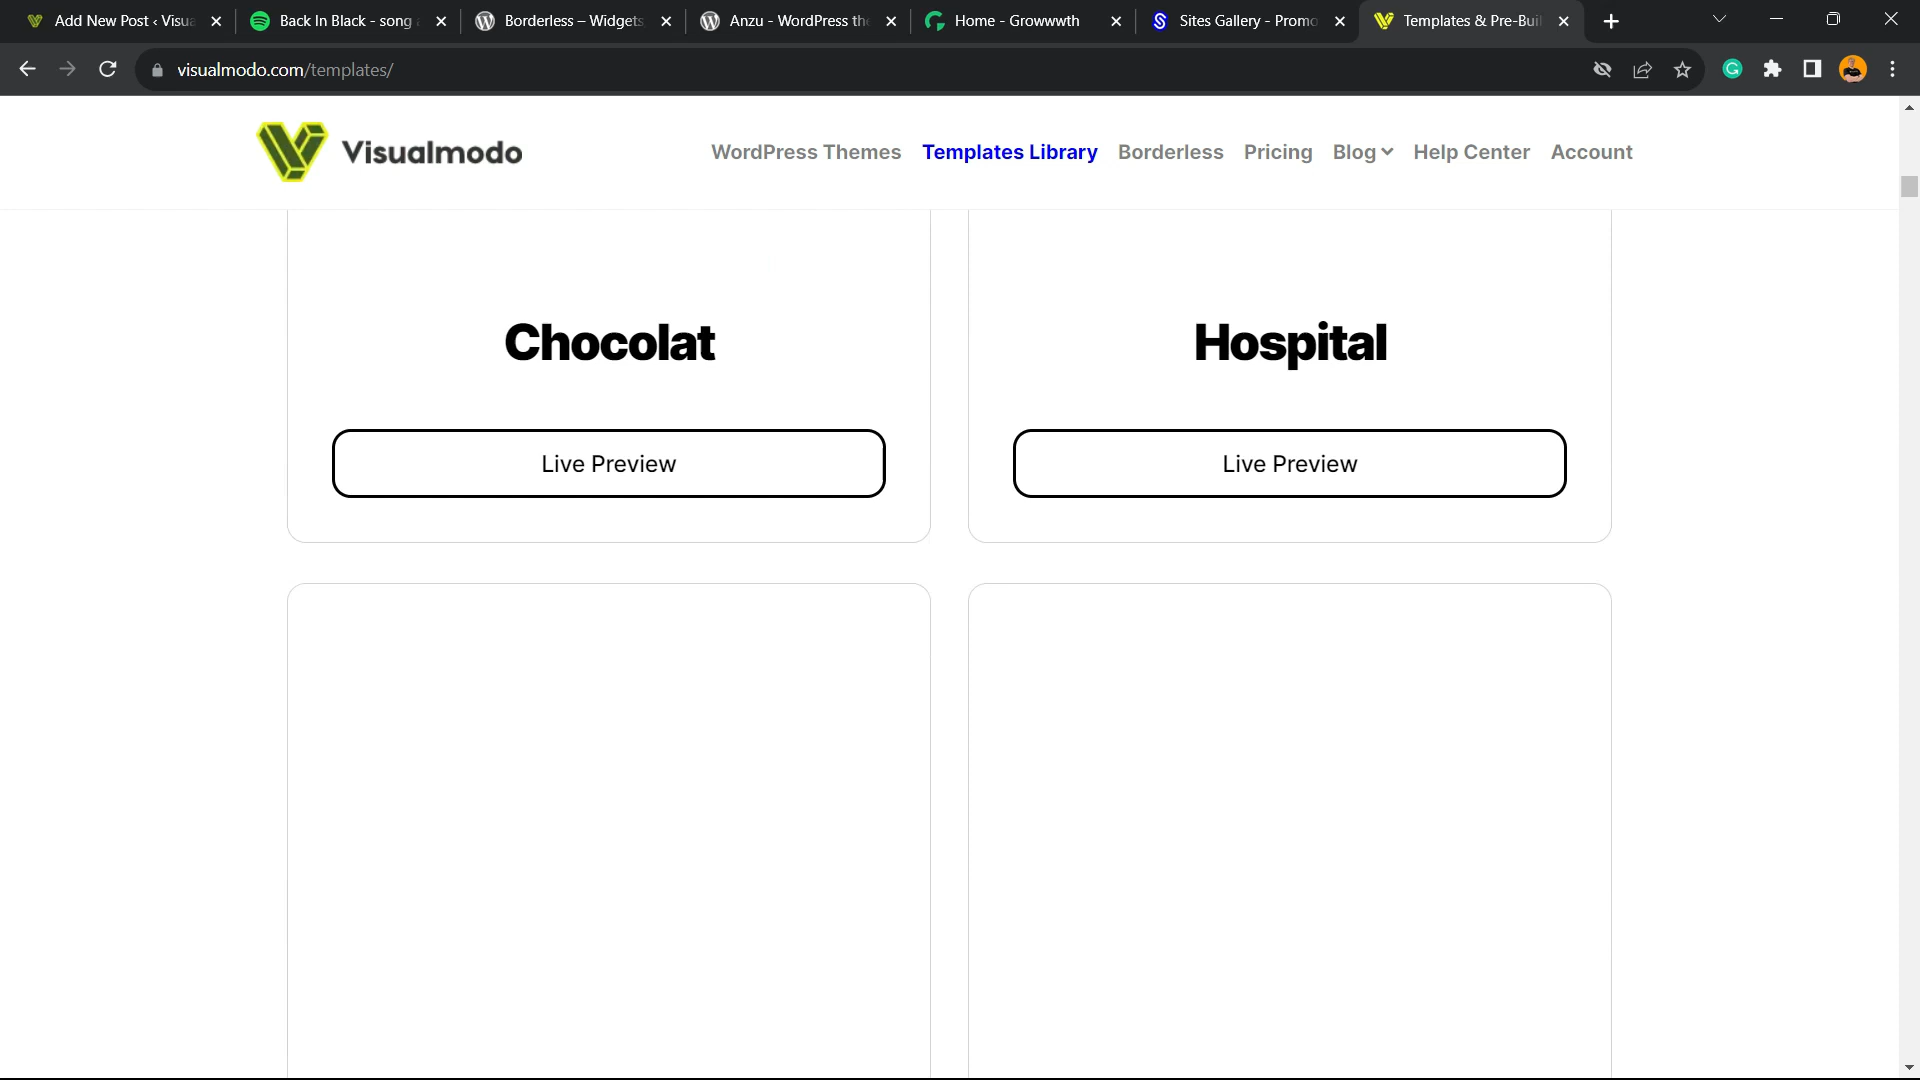 Add New Post ‹ Visua
Back In Black - song
Borderless – Widgets
Anzu - WordPress the
Home - Growwwth
Sites Gallery - Promo
Templates & Pre-Buil
visualmodo.com/templates/
Visualmodo
WordPress Themes
Templates Library
Borderless
Pricing
Blog
Help Center
Account
Chocolat
Hospital
Live Preview
Live Preview